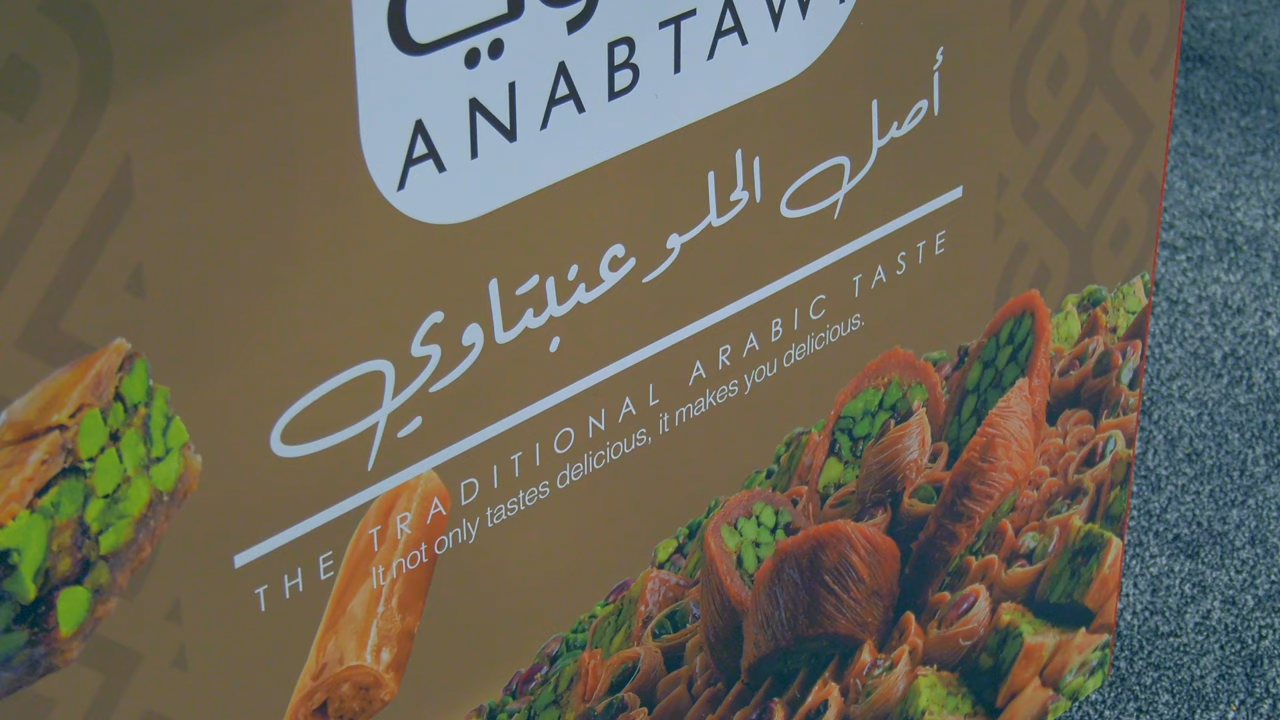 ANABTAWI
أصل الحلو عنبتاوي
THE TRADITIONAL ARABIC TASTE
It not only tastes delicious, it makes you delicious.